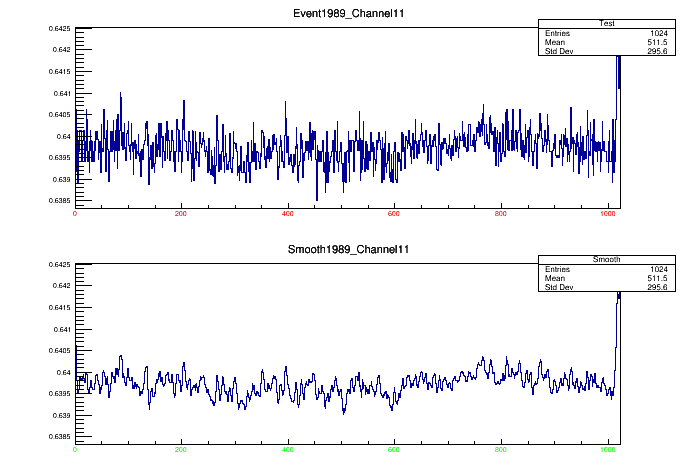 Event1989_Channel11
Test
Entries 1024
Mean 511.5
Std Dev 295.6
0.6425
0.642
0.6415
0.641
0.6405
0.64
0.6395
0.639
0.6385
0 200 400 600 800 1000
Smooth1989_Channel11
Smooth
Entries 1024
Mean 511.5
Std Dev 295.6
0.6425
0.642
0.6415
0.641
0.6405
0.64
0.6395
0.639
0.6385
0 200 400 600 800 1000